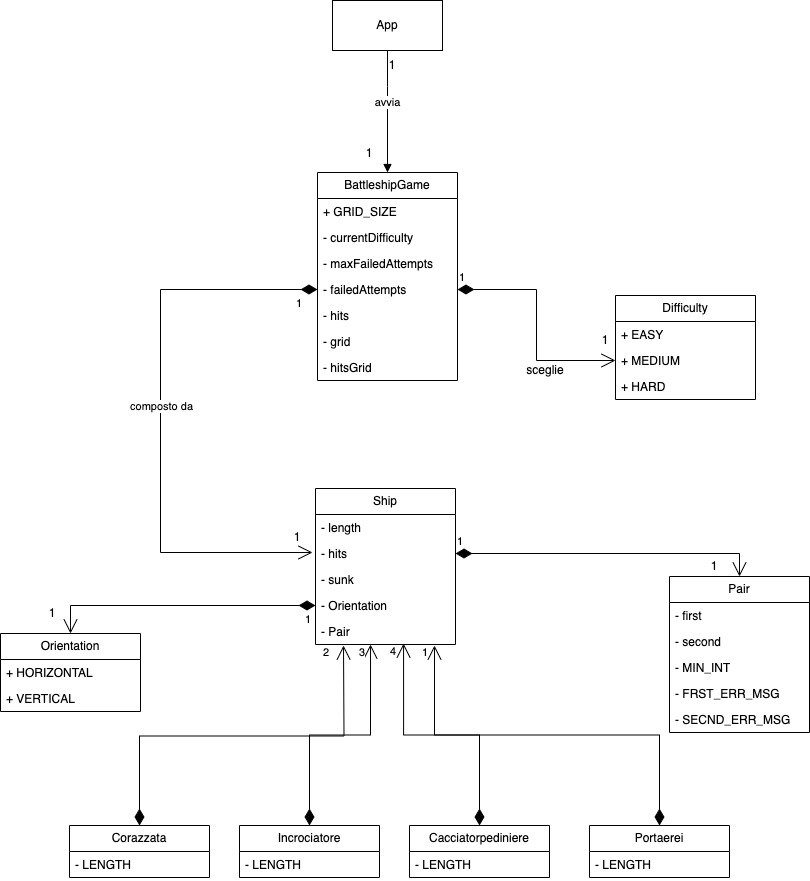 App
1
avvia
1
BattleshipGame
+ GRID_SIZE
- currentDifficulty
- maxFailedAttempts
- failedAttempts
- hits
- grid
- hitsGrid
1
1
Difficulty
+ EASY
+ MEDIUM
+ HARD
1
sceglie
composto da
Ship
- length
- hits
- sunk
- Orientation
- Pair
1
1
1
Pair
- first
- second
- MIN_INT
- FRST_ERR_MSG
- SECND_ERR_MSG
1
1
Orientation
+ HORIZONTAL
+ VERTICAL
2
3
4
1
Corazzata
- LENGTH
Incrociatore
- LENGTH
Cacciatorpediniere
- LENGTH
Portaerei
- LENGTH